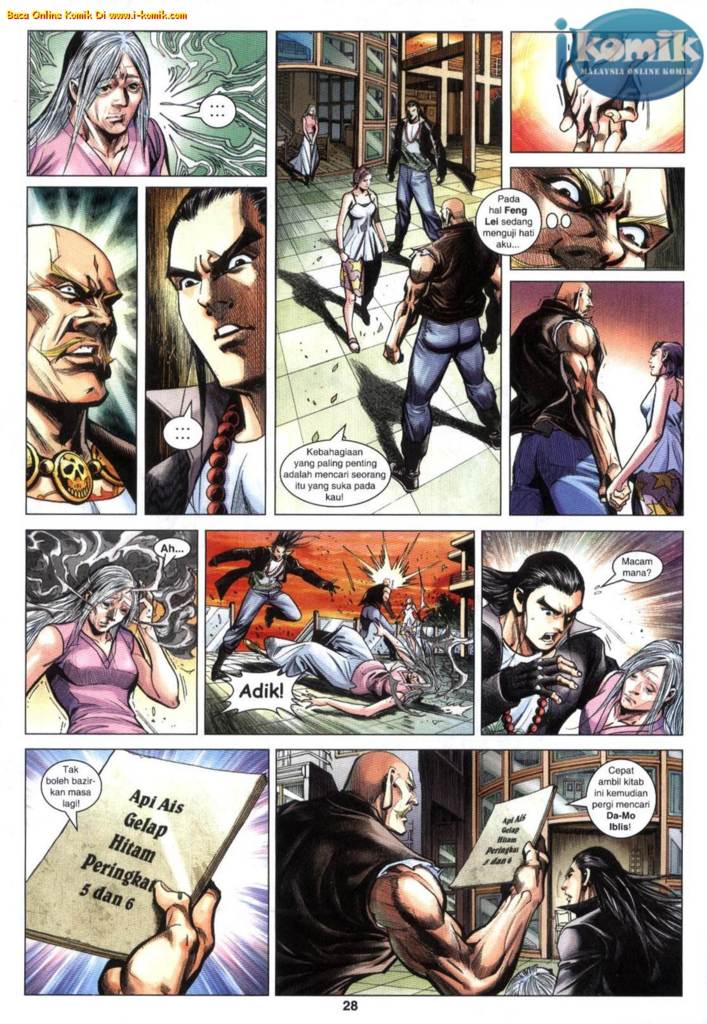 Baca Online Komik Di www.i-komik.com
ikomik
MALAYSIA ONLINE KOMIK
...
...
Kebahagiaan
yang paling penting
adalah mencari seorang
itu yang suka pada
kau!
Pada
hal Feng
Lei sedang
menguji hati
aku...
Ah...
Adik!
Macam
mana?
Tak
boleh bazir-
kan masa
lagi!
Api Ais
Gelap
Hitam
Peringkat
5 dan 6
Api Ais
Gelap
Hitam
Peringkat
5 dan 6
Cepat
ambil kitab
ini kemudian
pergi mencari
Da-Mo
Iblis!
28